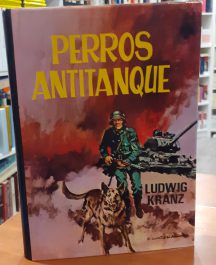 PERROS
ANTITANQUE
LUDWIG
KRANZ